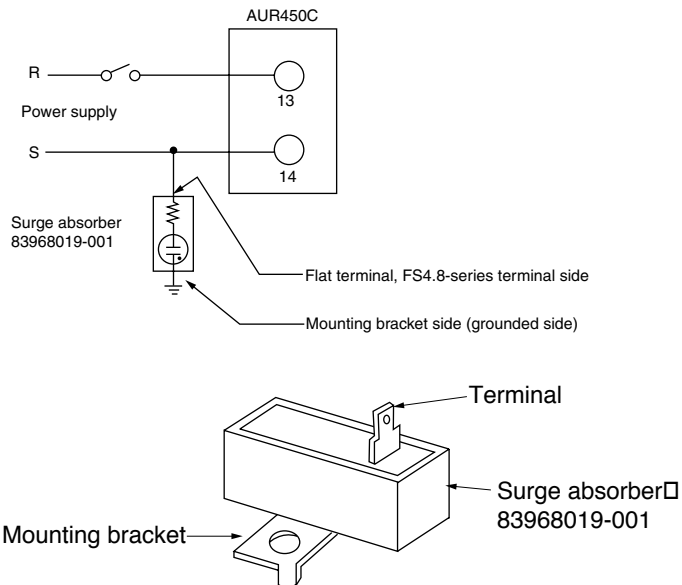 AUR450C
R
13
Power supply
S
14
Surge absorber
83968019-001
Flat terminal, FS4.8-series terminal side
Mounting bracket side (grounded side)
Terminal
Surge absorber□
83968019-001
Mounting bracket